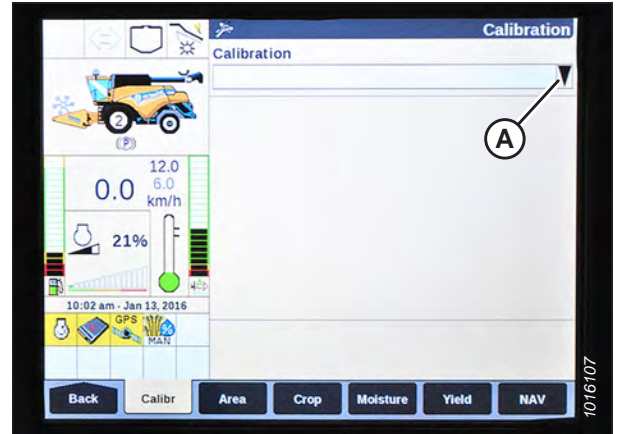 Calibration
Calibration
A
2
(P)
12.0
6.0
0.0 km/h
21%
10:02 am - Jan 13, 2016
GPS
MAN
Back Calibr Area Crop Moisture Yield NAV
1016107